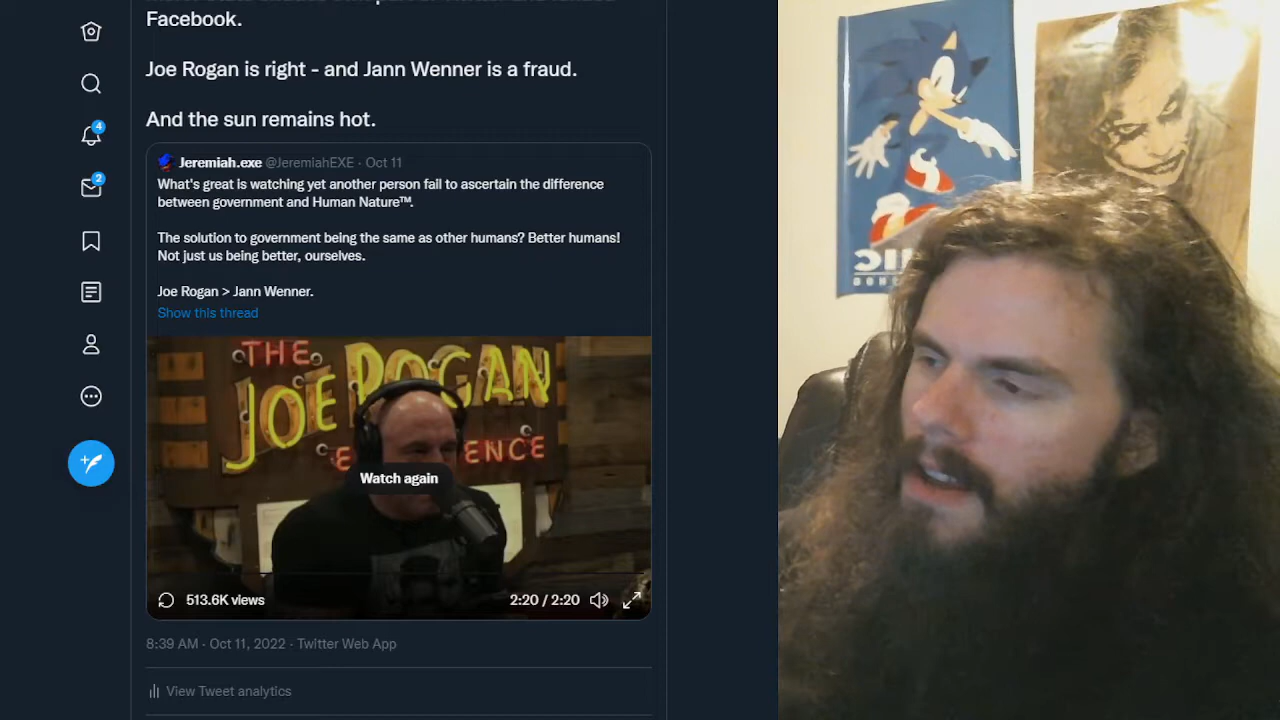 Facebook.
Joe Rogan is right - and Jann Wenner is a fraud.
And the sun remains hot.
Jeremiah.exe @JeremiahEXE · Oct 11
What's great is watching yet another person fail to ascertain the difference
between government and Human Nature™.
The solution to government being the same as other humans? Better humans!
Not just us being better, ourselves.
Joe Rogan > Jann Wenner.
Show this thread
THE
JOE ROGAN
Watch again
513.6K views
2:20 / 2:20
8:39 AM · Oct 11, 2022 · Twitter Web App
View Tweet analytics
4
2